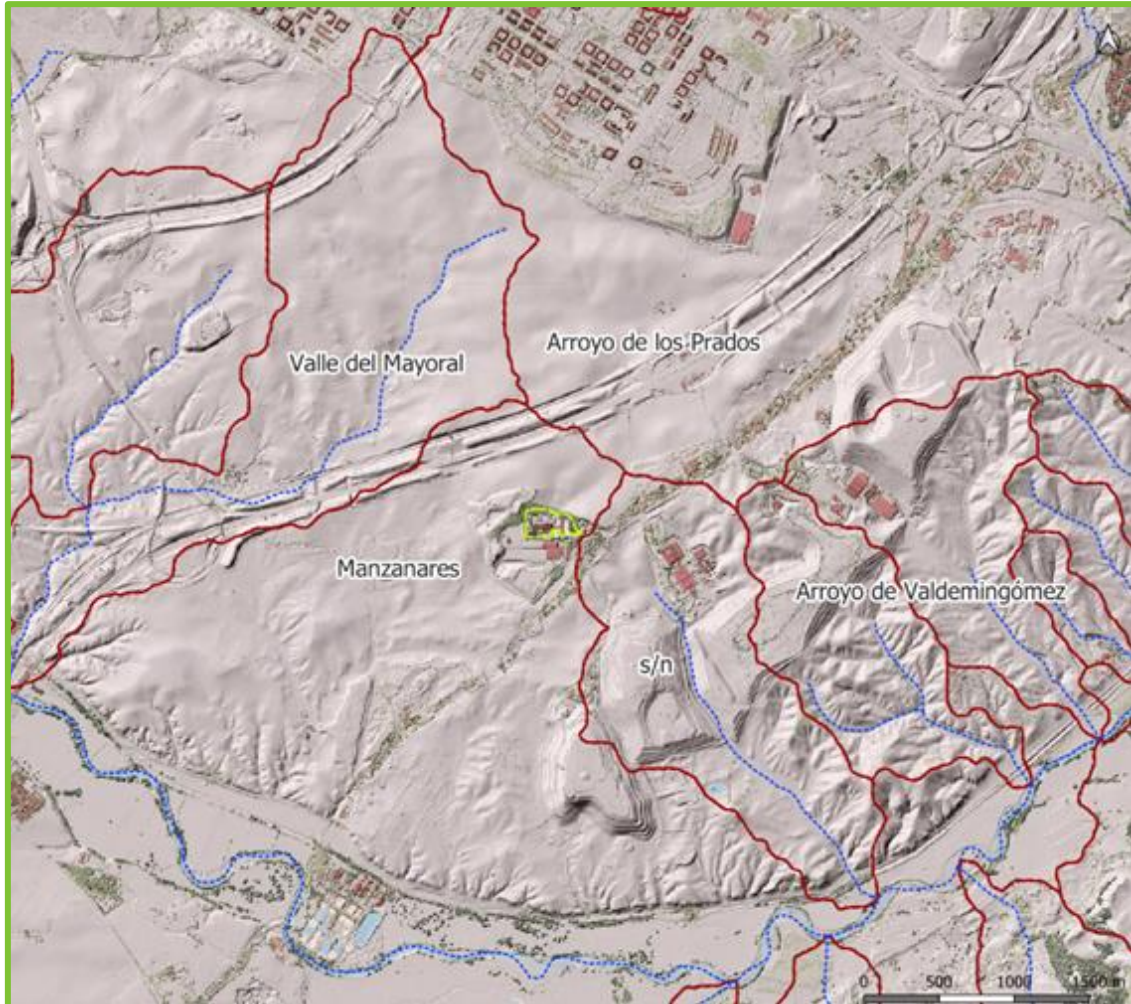 Arroyo de los Prados
Valle del Mayoral
Manzanares
Arroyo de Valdemingómez
s/n
0 500 1000 1500 m